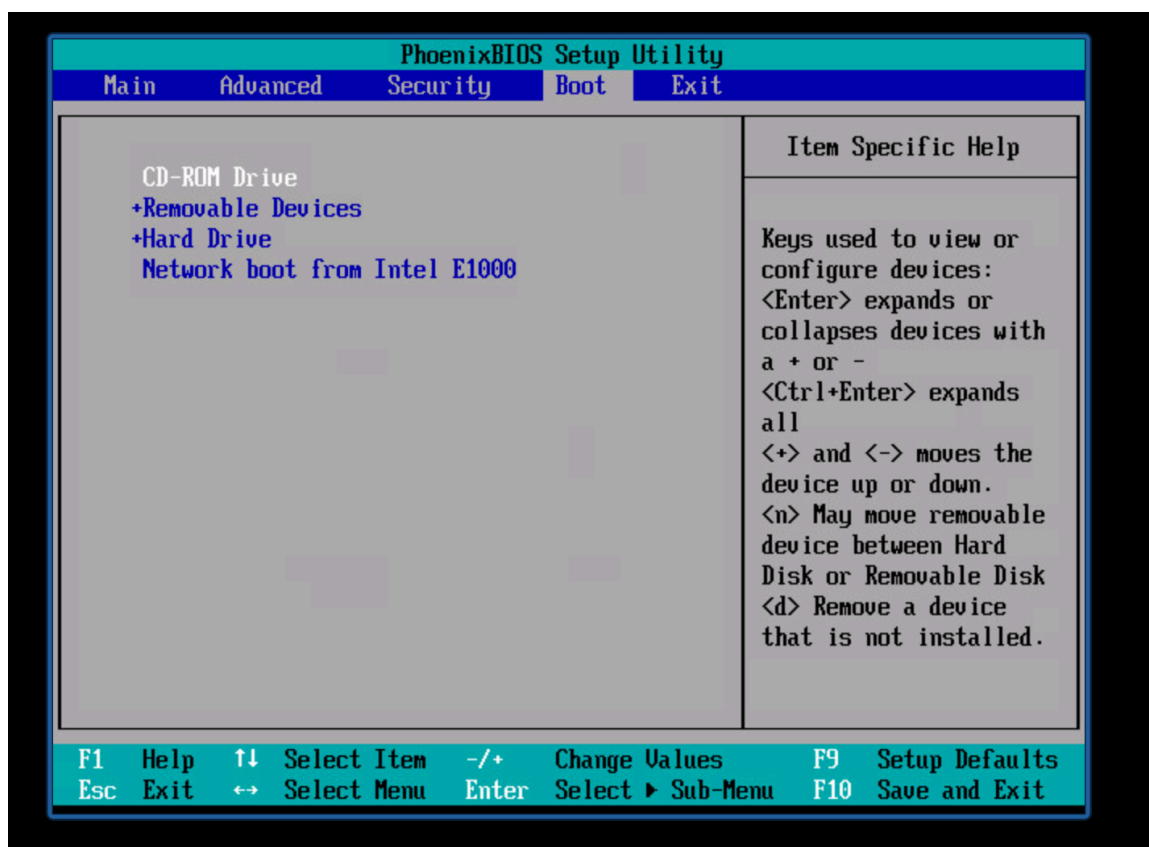 PhoenixBIOS Setup Utility
Main Advanced Security Boot Exit
CD-ROM Drive
+Removable Devices
+Hard Drive
Network boot from Intel E1000
Item Specific Help
Keys used to view or
configure devices:
<Enter> expands or
collapses devices with
a + or -
<Ctrl+Enter> expands
all
<+> and <-> moves the
device up or down.
<n> May move removable
device between Hard
Disk or Removable Disk
<d> Remove a device
that is not installed.
F1 Help ↑↓ Select Item -/+ Change Values F9 Setup Defaults
Esc Exit ↔ Select Menu Enter Select ▶ Sub-Menu F10 Save and Exit